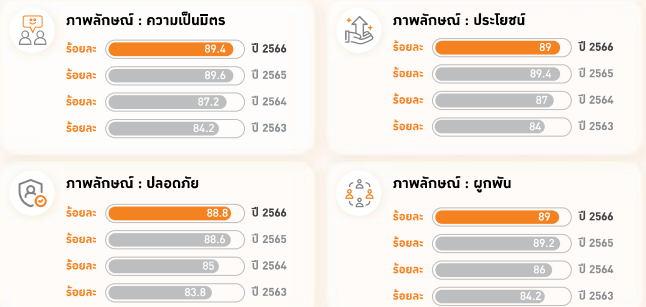 ภาพลักษณ์ : ความเป็นมิตร
ร้อยละ 89.4 ปี 2566
ร้อยละ 89.6 ปี 2565
ร้อยละ 87.2 ปี 2564
ร้อยละ 84.2 ปี 2563
ภาพลักษณ์ : ประโยชน์
ร้อยละ 89 ปี 2566
ร้อยละ 89.4 ปี 2565
ร้อยละ 87 ปี 2564
ร้อยละ 84 ปี 2563
ภาพลักษณ์ : ปลอดภัย
ร้อยละ 88.8 ปี 2566
ร้อยละ 88.6 ปี 2565
ร้อยละ 85 ปี 2564
ร้อยละ 83.8 ปี 2563
ภาพลักษณ์ : ผูกพัน
ร้อยละ 89 ปี 2566
ร้อยละ 89.2 ปี 2565
ร้อยละ 86 ปี 2564
ร้อยละ 84.2 ปี 2563